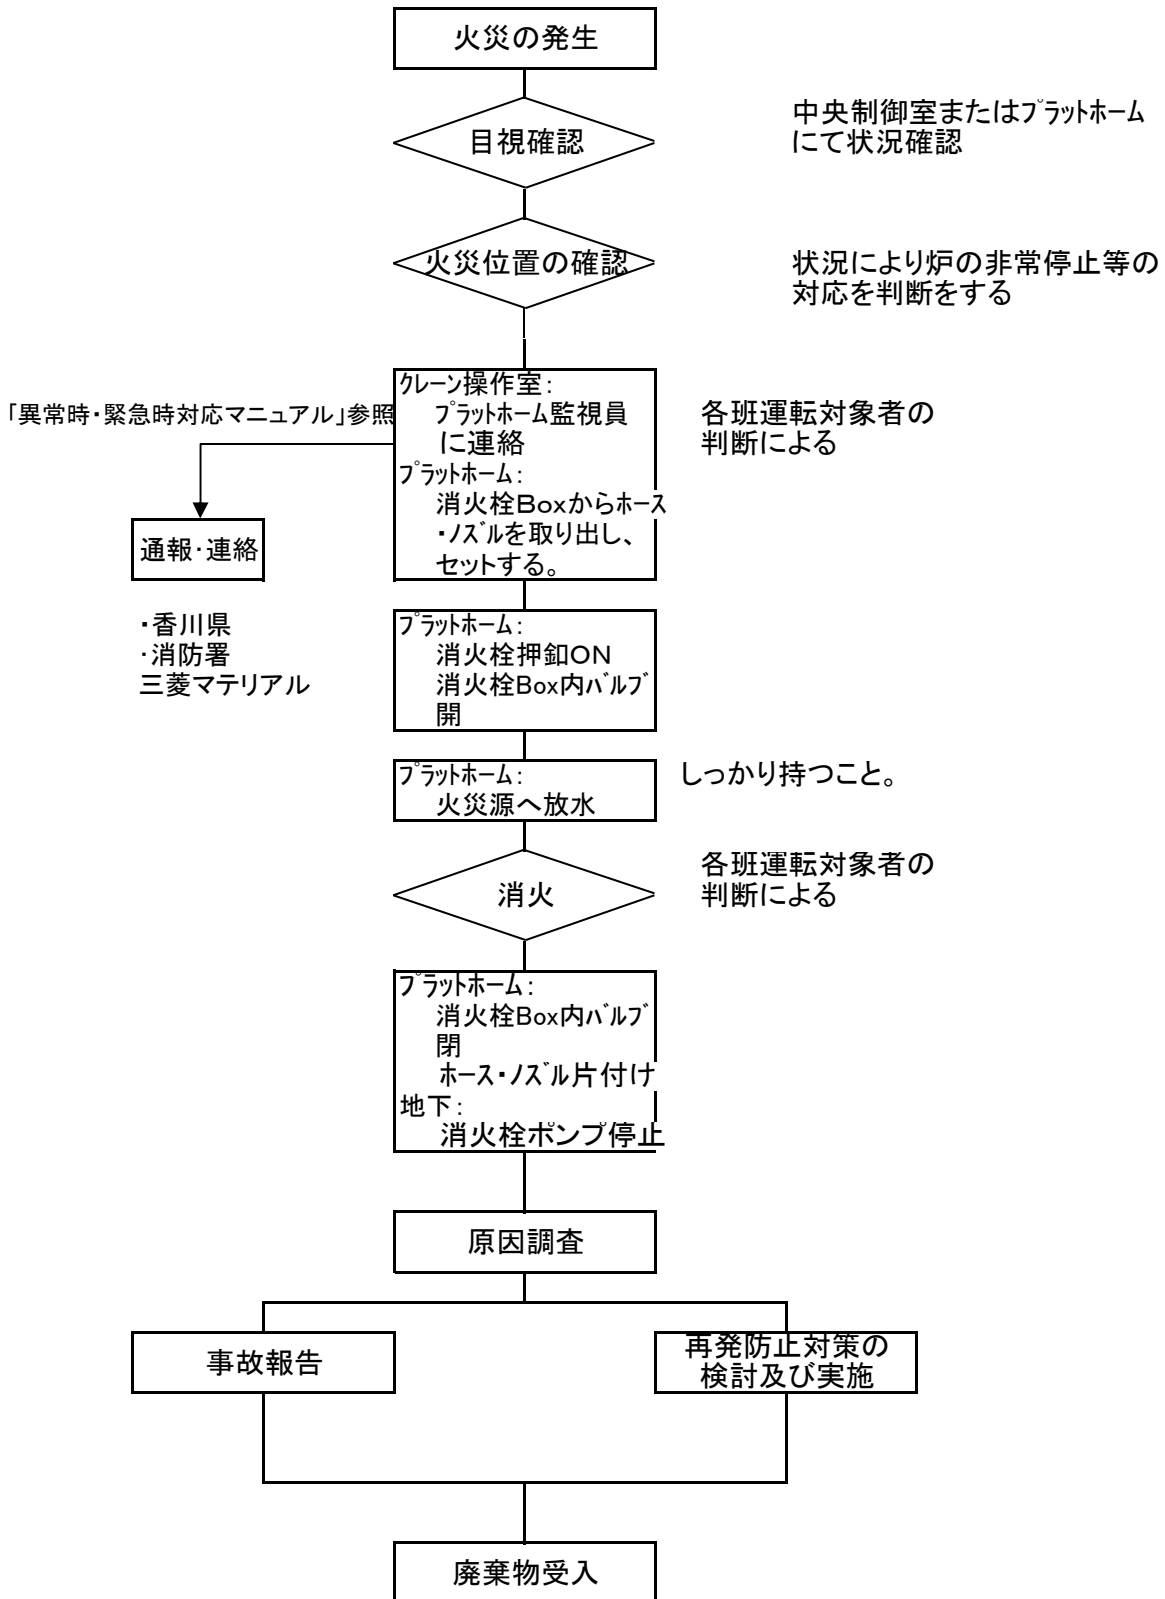 火災の発生
目視確認
中央制御室またはﾌﾟﾗｯﾄﾎｰﾑ
にて状況確認
火災位置の確認
状況により炉の非常停止等の
対応を判断をする
「異常時・緊急時対応マニュアル」参照
ｸﾚｰﾝ操作室：
ﾌﾟﾗｯﾄﾎｰﾑ監視員
に連絡
ﾌﾟﾗｯﾄﾎｰﾑ：
消火栓Boxからﾎｰｽ
・ﾉｽﾞﾙを取り出し、
セットする。
各班運転対象者の
判断による
通報・連絡
・香川県
・消防署
三菱マテリアル
ﾌﾟﾗｯﾄﾎｰﾑ：
消火栓押釦ON
消火栓Box内ﾊﾞﾙﾌﾞ
開
ﾌﾟﾗｯﾄﾎｰﾑ：
火災源へ放水
しっかり持つこと。
消火
各班運転対象者の
判断による
ﾌﾟﾗｯﾄﾎｰﾑ：
消火栓Box内ﾊﾞﾙﾌﾞ
閉
ﾎｰｽ・ﾉｽﾞﾙ片付け
地下：
消火栓ポンプ停止
原因調査
事故報告
再発防止対策の
検討及び実施
廃棄物受入